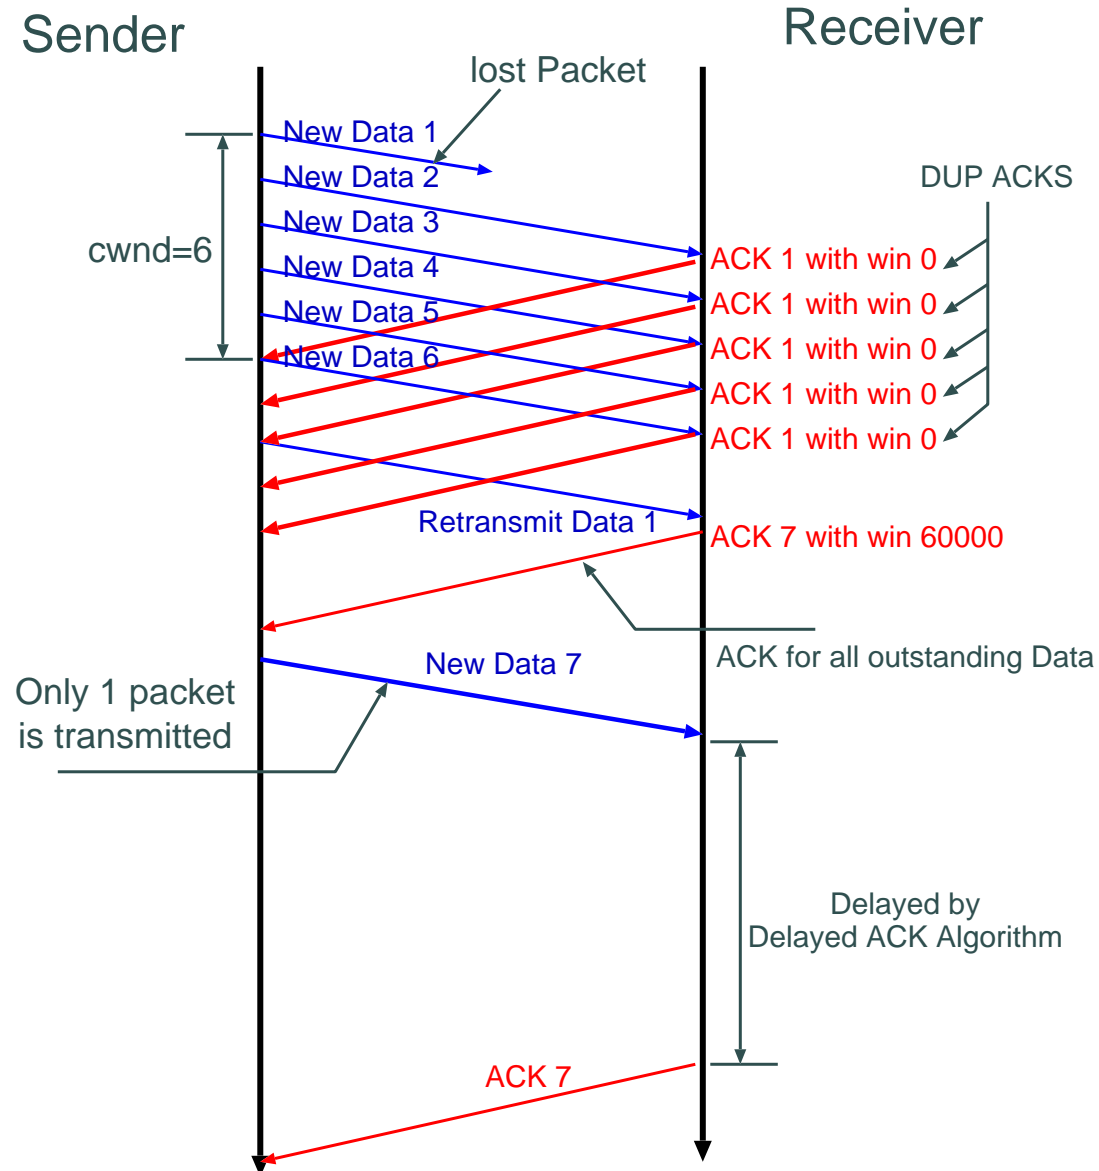 Sender
Receiver
lost Packet
New Data 1
New Data 2
DUP ACKS
New Data 3
cwnd=6
ACK 1 with win 0
New Data 4
ACK 1 with win 0
New Data 5
ACK 1 with win 0
New Data 6
ACK 1 with win 0
ACK 1 with win 0
Retransmit Data 1
ACK 7 with win 60000
New Data 7
ACK for all outstanding Data
Only 1 packet
is transmitted
Delayed by
Delayed ACK Algorithm
ACK 7